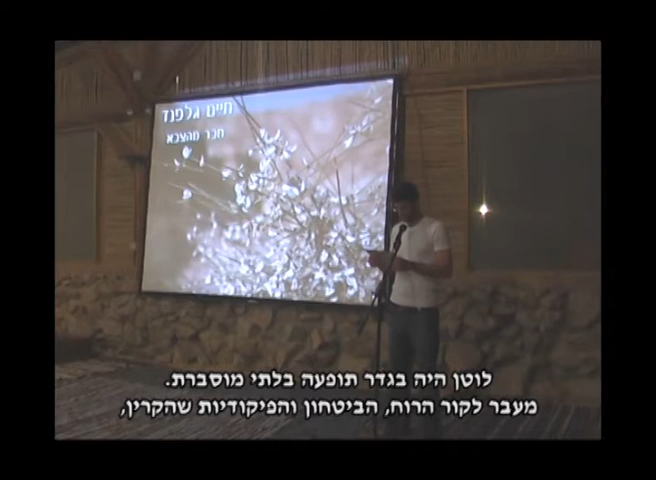 חיים גלפנד
חבר מהצבא
לוטן היה בגדר תופעה בלתי מוסברת.
מעבר לקור הרוח, הביטחון והפיקודיות שהקרין,